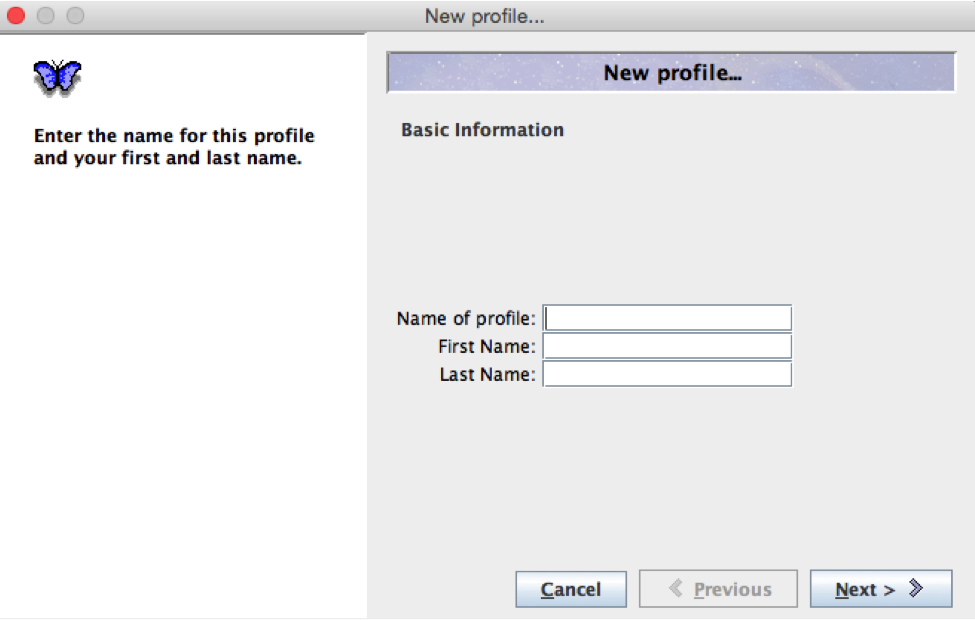 New profile...
Enter the name for this profile
and your first and last name.
New profile...
Basic Information
Name of profile:
First Name:
Last Name:
Cancel
Previous
Next >